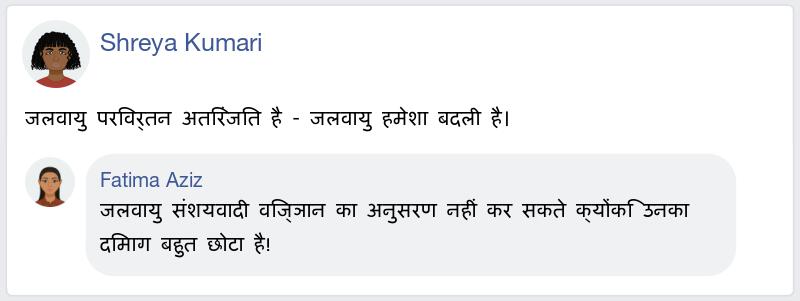 Shreya Kumari
जलवायु परिवर्तन अतिरंजित है - जलवायु हमेशा बदली है।
Fatima Aziz
जलवायु संशयवादी विज्ञान का अनुसरण नहीं कर सकते क्योंकि उनका
दिमाग बहुत छोटा है!